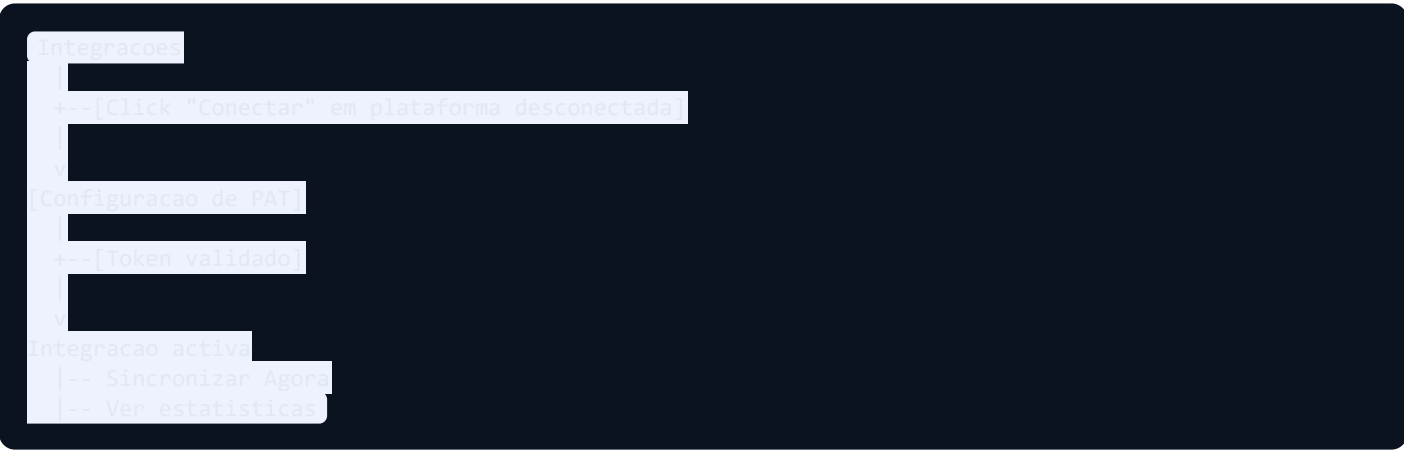 Integracoes
  |
  +--[Click "Conectar" em plataforma desconectada]
  |
  v
[Configuracao de PAT]
  |
  +--[Token validado]
  |
  v
Integracao activa
  |-- Sincronizar Agora
  |-- Ver estatisticas